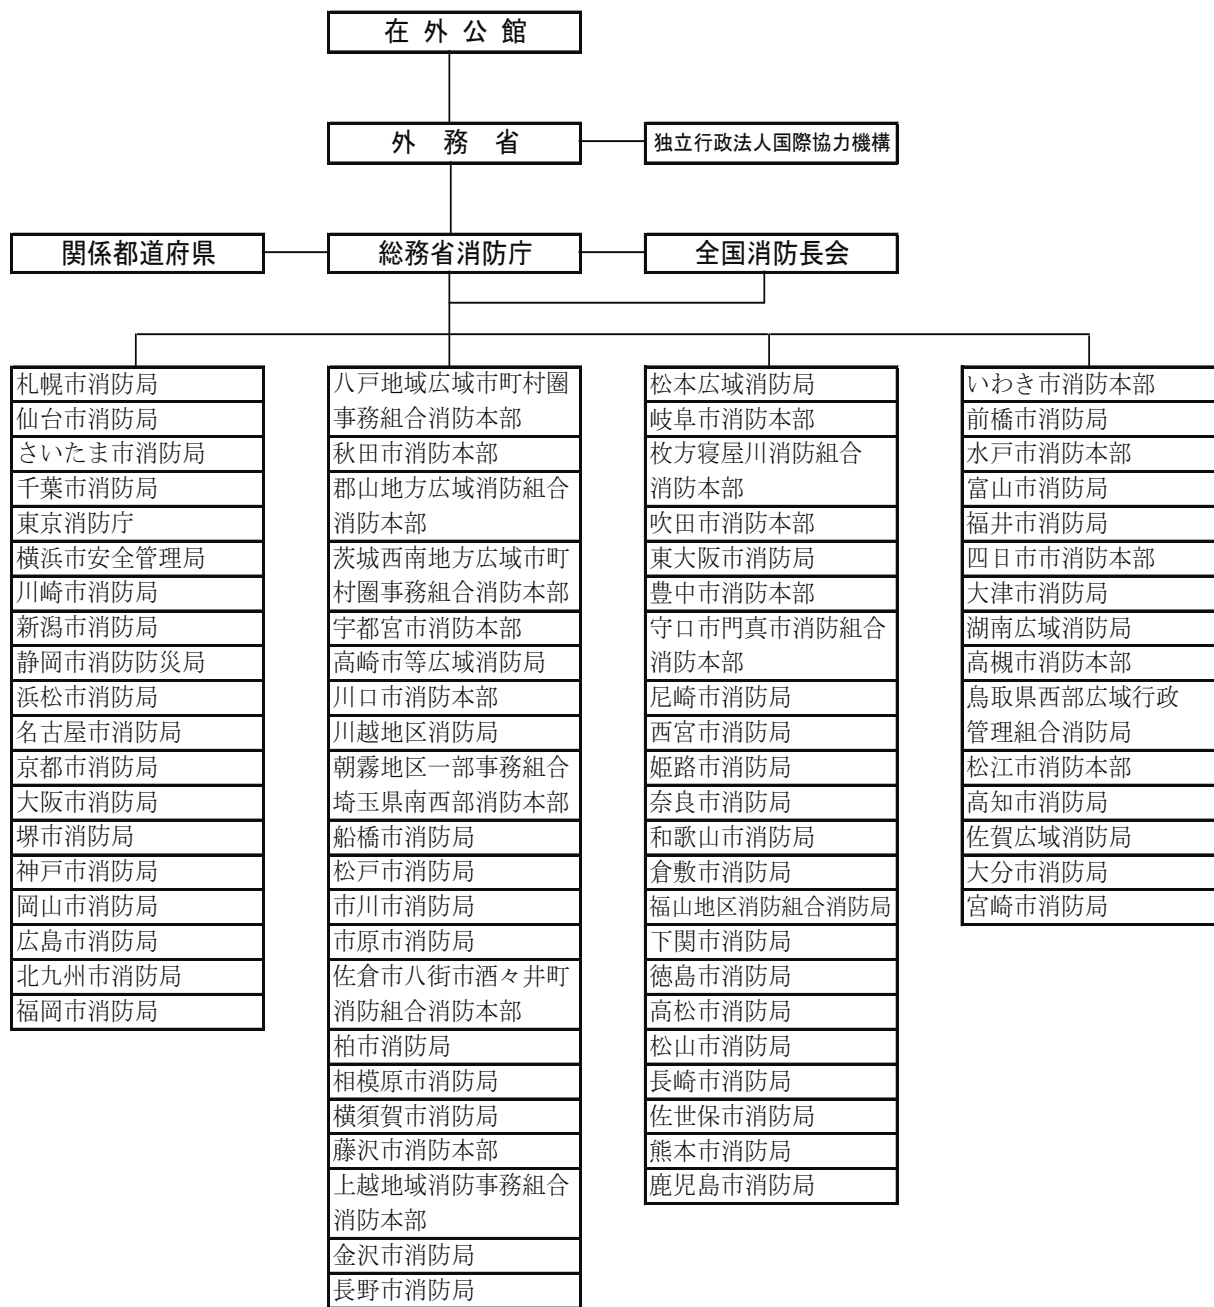 在外公館
外務省
独立行政法人国際協力機構
関係都道府県
総務省消防庁
全国消防長会
札幌市消防局
仙台市消防局
さいたま市消防局
千葉市消防局
東京消防庁
横浜市安全管理局
川崎市消防局
新潟市消防局
静岡市消防防災局
浜松市消防局
名古屋市消防局
京都市消防局
大阪市消防局
堺市消防局
神戸市消防局
岡山市消防局
広島市消防局
北九州市消防局
福岡市消防局
八戸地域広域市町村圏
事務組合消防本部
秋田市消防本部
郡山地方広域消防組合
消防本部
茨城西南地方広域市町
村圏事務組合消防本部
宇都宮市消防本部
高崎市等広域消防局
川口市消防本部
川越地区消防局
朝霧地区一部事務組合
埼玉県南西部消防本部
船橋市消防局
松戸市消防局
市川市消防局
市原市消防局
佐倉市八街市酒々井町
消防組合消防本部
柏市消防局
相模原市消防局
横須賀市消防局
藤沢市消防本部
上越地域消防事務組合
消防本部
金沢市消防局
長野市消防局
松本広域消防局
岐阜市消防本部
枚方寝屋川消防組合
消防本部
吹田市消防本部
東大阪市消防局
豊中市消防本部
守口市門真市消防組合
消防本部
尼崎市消防局
西宮市消防局
姫路市消防局
奈良市消防局
和歌山市消防局
倉敷市消防局
福山地区消防組合消防局
下関市消防局
徳島市消防局
高松市消防局
松山市消防局
長崎市消防局
佐世保市消防局
熊本市消防局
鹿児島市消防局
いわき市消防本部
前橋市消防局
水戸市消防本部
富山市消防局
福井市消防局
四日市市消防本部
大津市消防局
湖南広域消防局
高槻市消防本部
鳥取県西部広域行政
管理組合消防局
松江市消防本部
高知市消防局
佐賀広域消防局
大分市消防局
宮崎市消防局